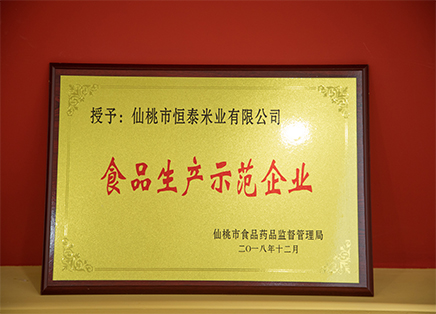 授予：仙桃市恒泰米业有限公司
食品生产示范企业
仙桃市食品药品监督管理局
二〇一八年十二月